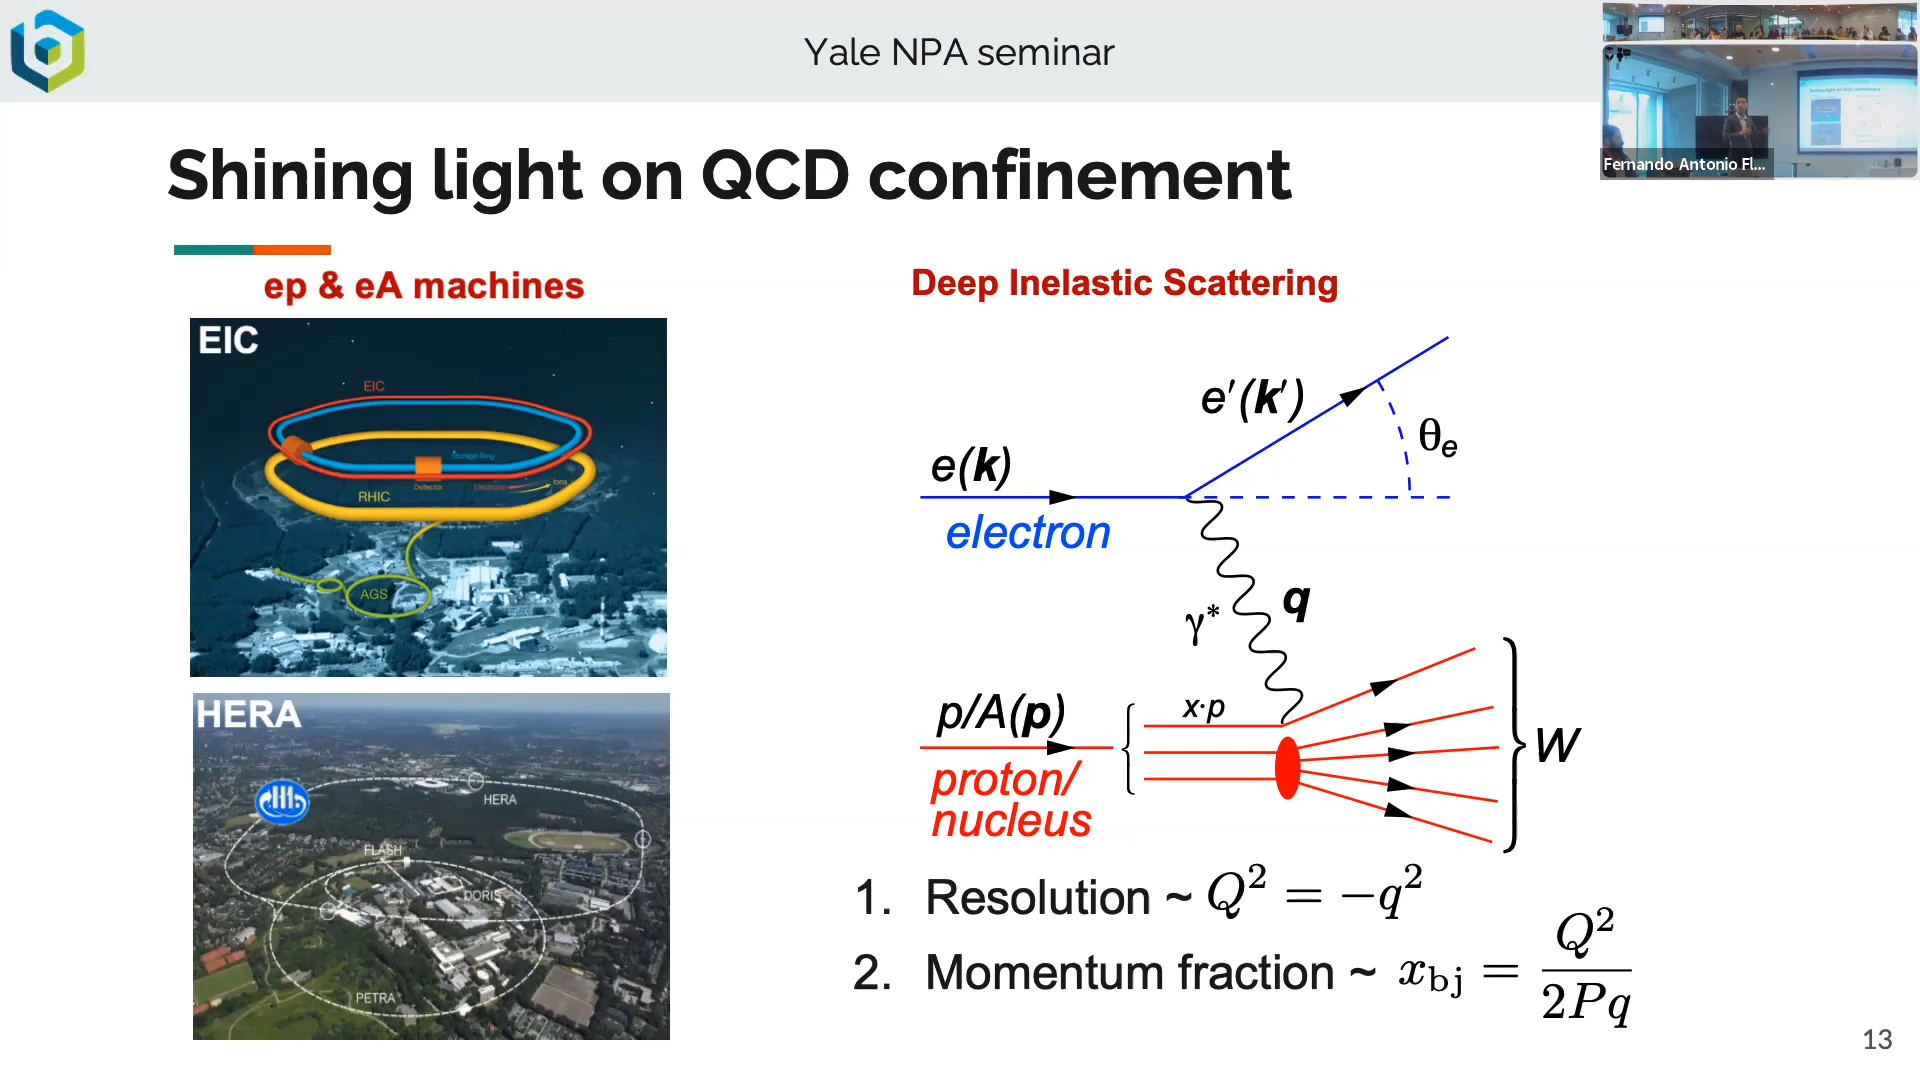 Yale NPA seminar
Fernando Antonio Fl...
Shining light on QCD confinement
ep & eA machines
EIC
EIC
Storage Ring
Detector
Electrons
Ions
RHIC
AGS
HERA
HERA
FLASH
DORIS
PETRA
Deep Inelastic Scattering
e′(k′)
θe
e(k)
electron
γ* q
p/A(p)
x·p
proton/
nucleus
W
1. Resolution ~ Q² = −q²
2. Momentum fraction ~ x_bj = Q² / 2Pq
13